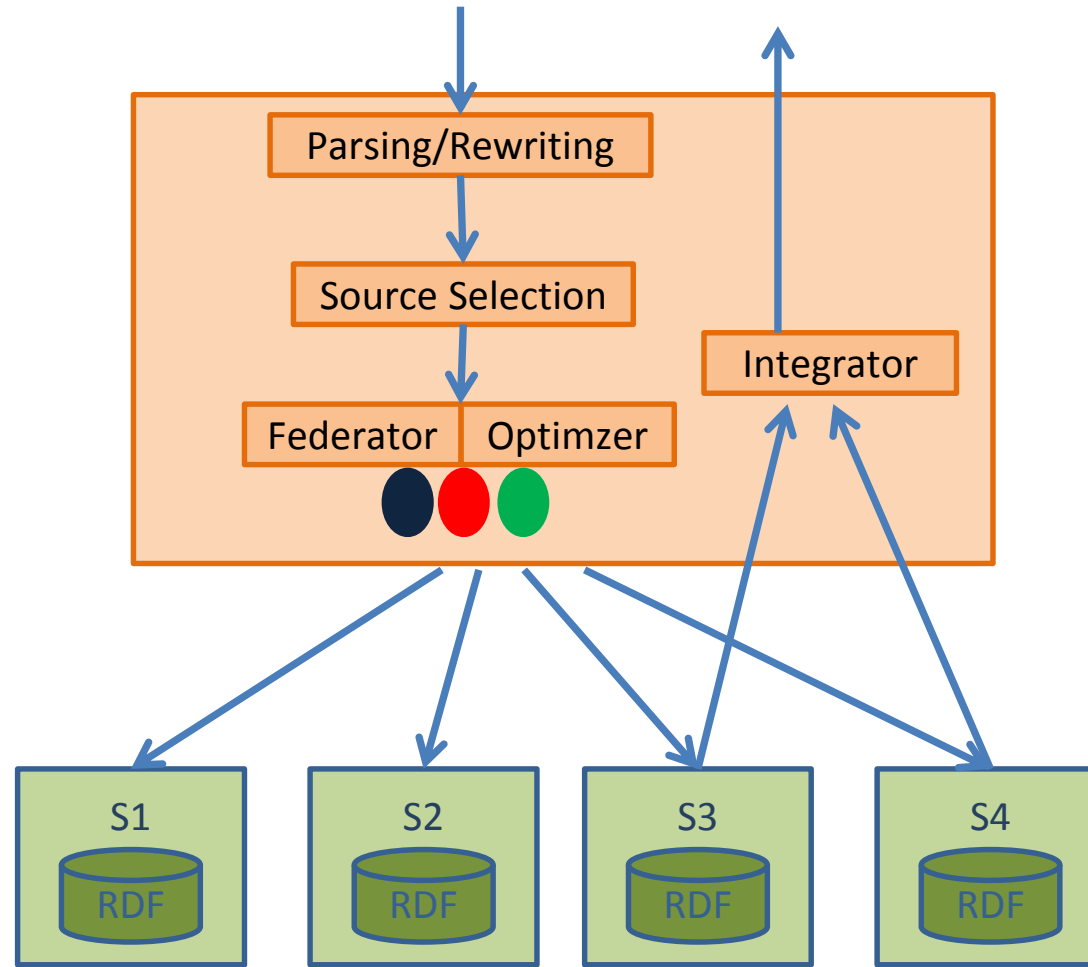 Parsing/Rewriting
Source Selection
Integrator
Federator
Optimzer
S1
S2
S3
S4
RDF
RDF
RDF
RDF